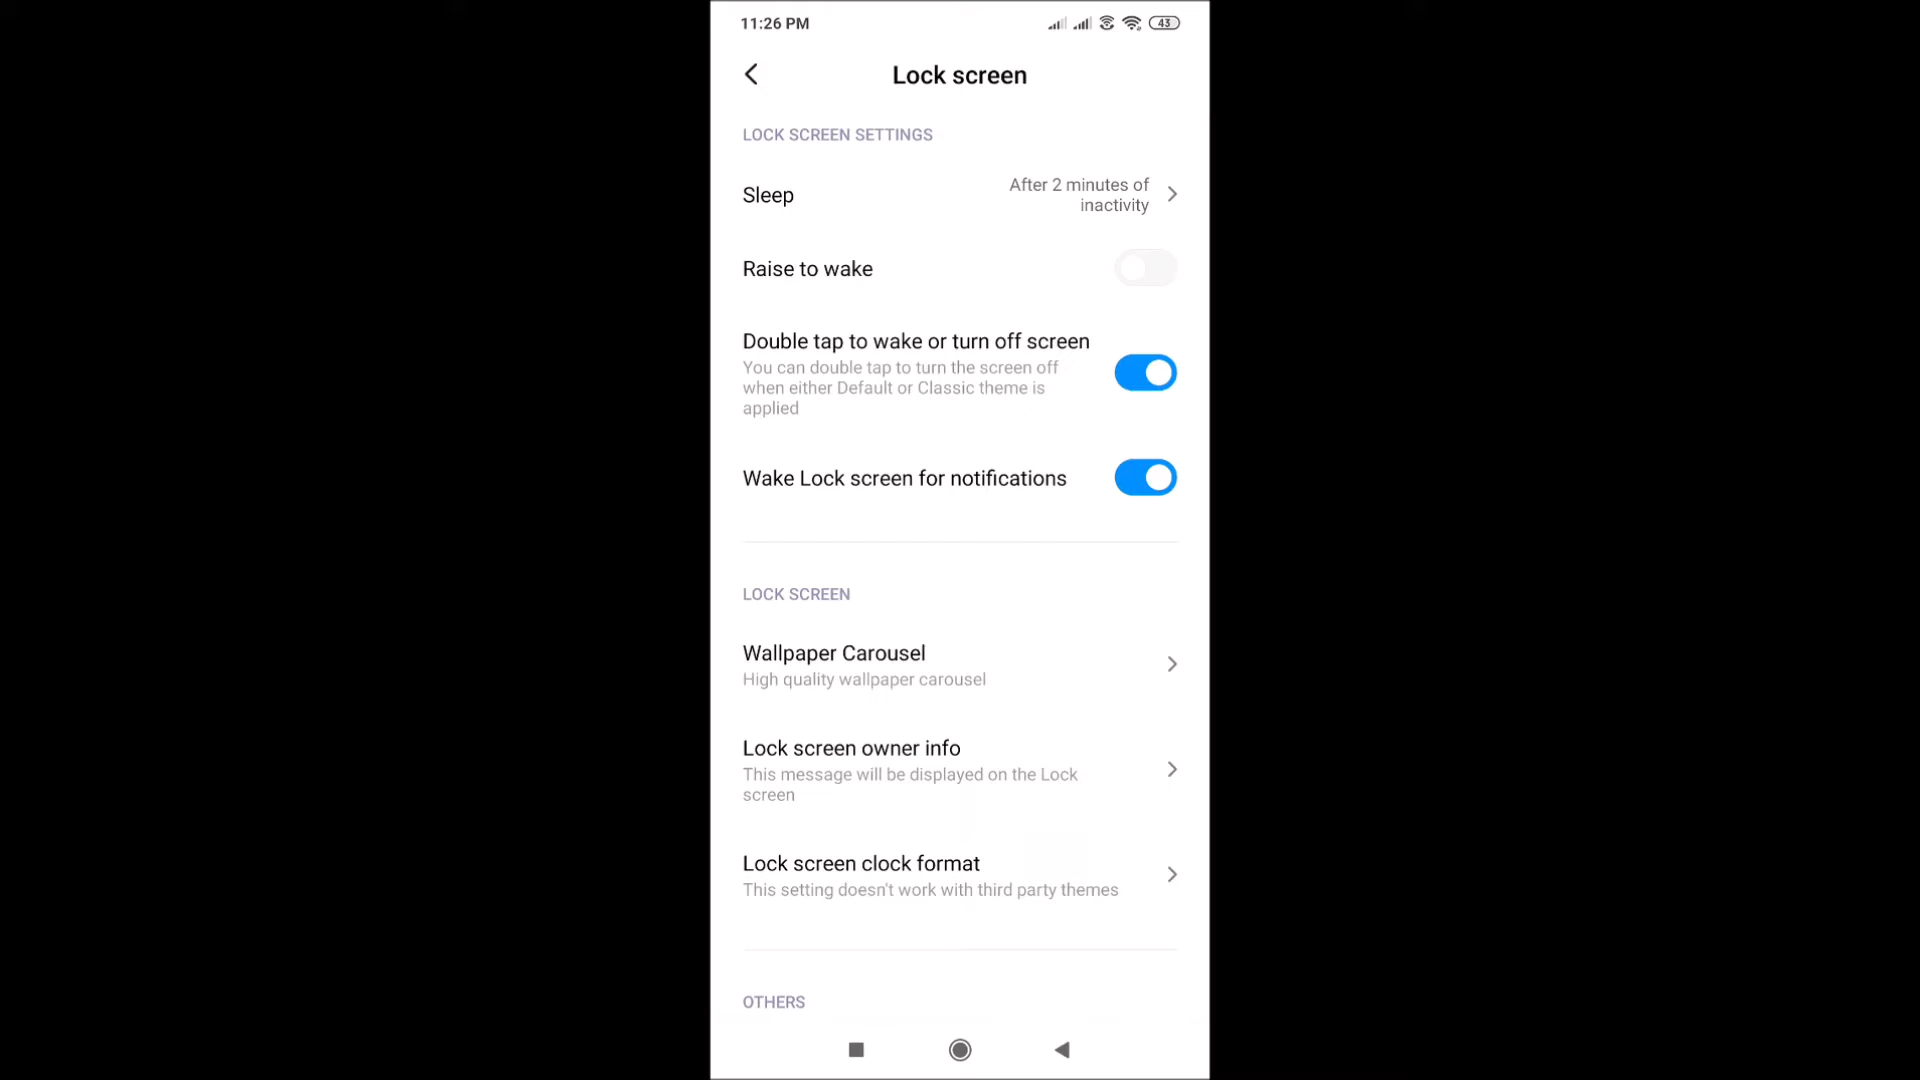 11:26 PM
43
Lock screen
LOCK SCREEN SETTINGS
Sleep
After 2 minutes of
inactivity
Raise to wake
Double tap to wake or turn off screen
You can double tap to turn the screen off
when either Default or Classic theme is
applied
Wake Lock screen for notifications
LOCK SCREEN
Wallpaper Carousel
High quality wallpaper carousel
Lock screen owner info
This message will be displayed on the Lock
screen
Lock screen clock format
This setting doesn't work with third party themes
OTHERS